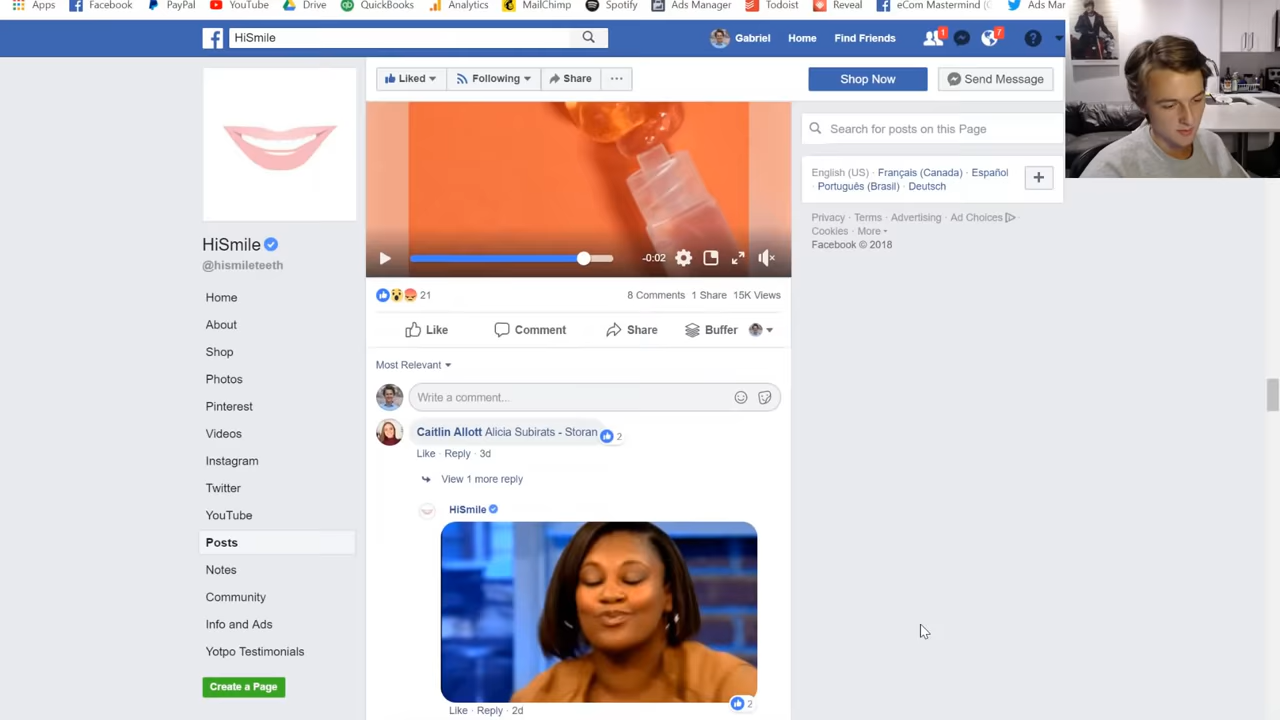 Apps Facebook PayPal YouTube Drive QuickBooks Analytics MailChimp Spotify Ads Manager Todoist Reveal eCom Mastermind (G Ads Mar
HiSmile
Gabriel Home Find Friends 1 7
Liked Following Share ... Shop Now Send Message
Search for posts on this Page
English (US) · Français (Canada) · Español
· Português (Brasil) · Deutsch
Privacy · Terms · Advertising · Ad Choices ·
Cookies · More
Facebook © 2018
HiSmile
@hismileteeth
Home
About
Shop
Photos
Pinterest
Videos
Instagram
Twitter
YouTube
Posts
Notes
Community
Info and Ads
Yotpo Testimonials
Create a Page
-0:02
21 8 Comments 1 Share 15K Views
Like Comment Share Buffer
Most Relevant
Write a comment...
Caitlin Allott Alicia Subirats - Storan 2
Like · Reply · 3d
View 1 more reply
HiSmile
2
Like · Reply · 2d